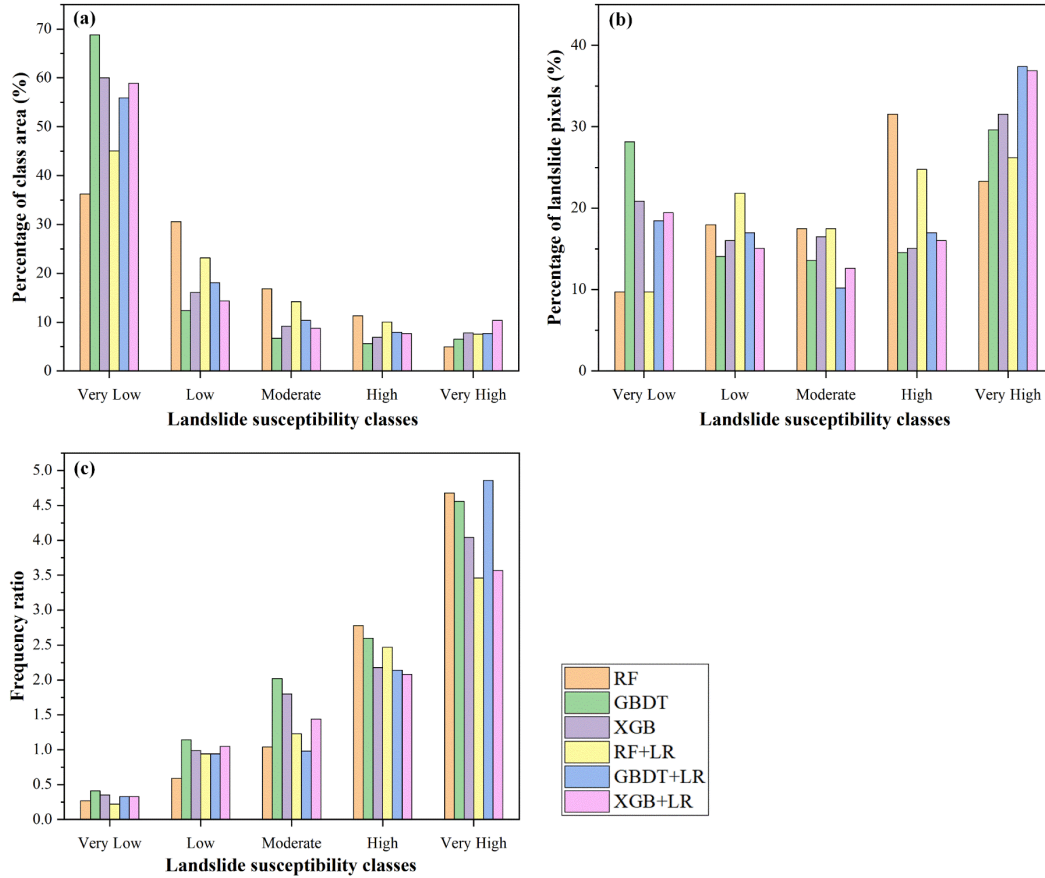 (a)
Percentage of class area (%)
70
60
50
40
30
20
10
0
Very Low
Low
Moderate
High
Very High
Landslide susceptibility classes
(b)
Percentage of landslide pixels (%)
40
30
20
10
0
Very Low
Low
Moderate
High
Very High
Landslide susceptibility classes
(c)
Frequency ratio
5.0
4.5
4.0
3.5
3.0
2.5
2.0
1.5
1.0
0.5
0.0
Very Low
Low
Moderate
High
Very High
Landslide susceptibility classes
RF
GBDT
XGB
RF+LR
GBDT+LR
XGB+LR